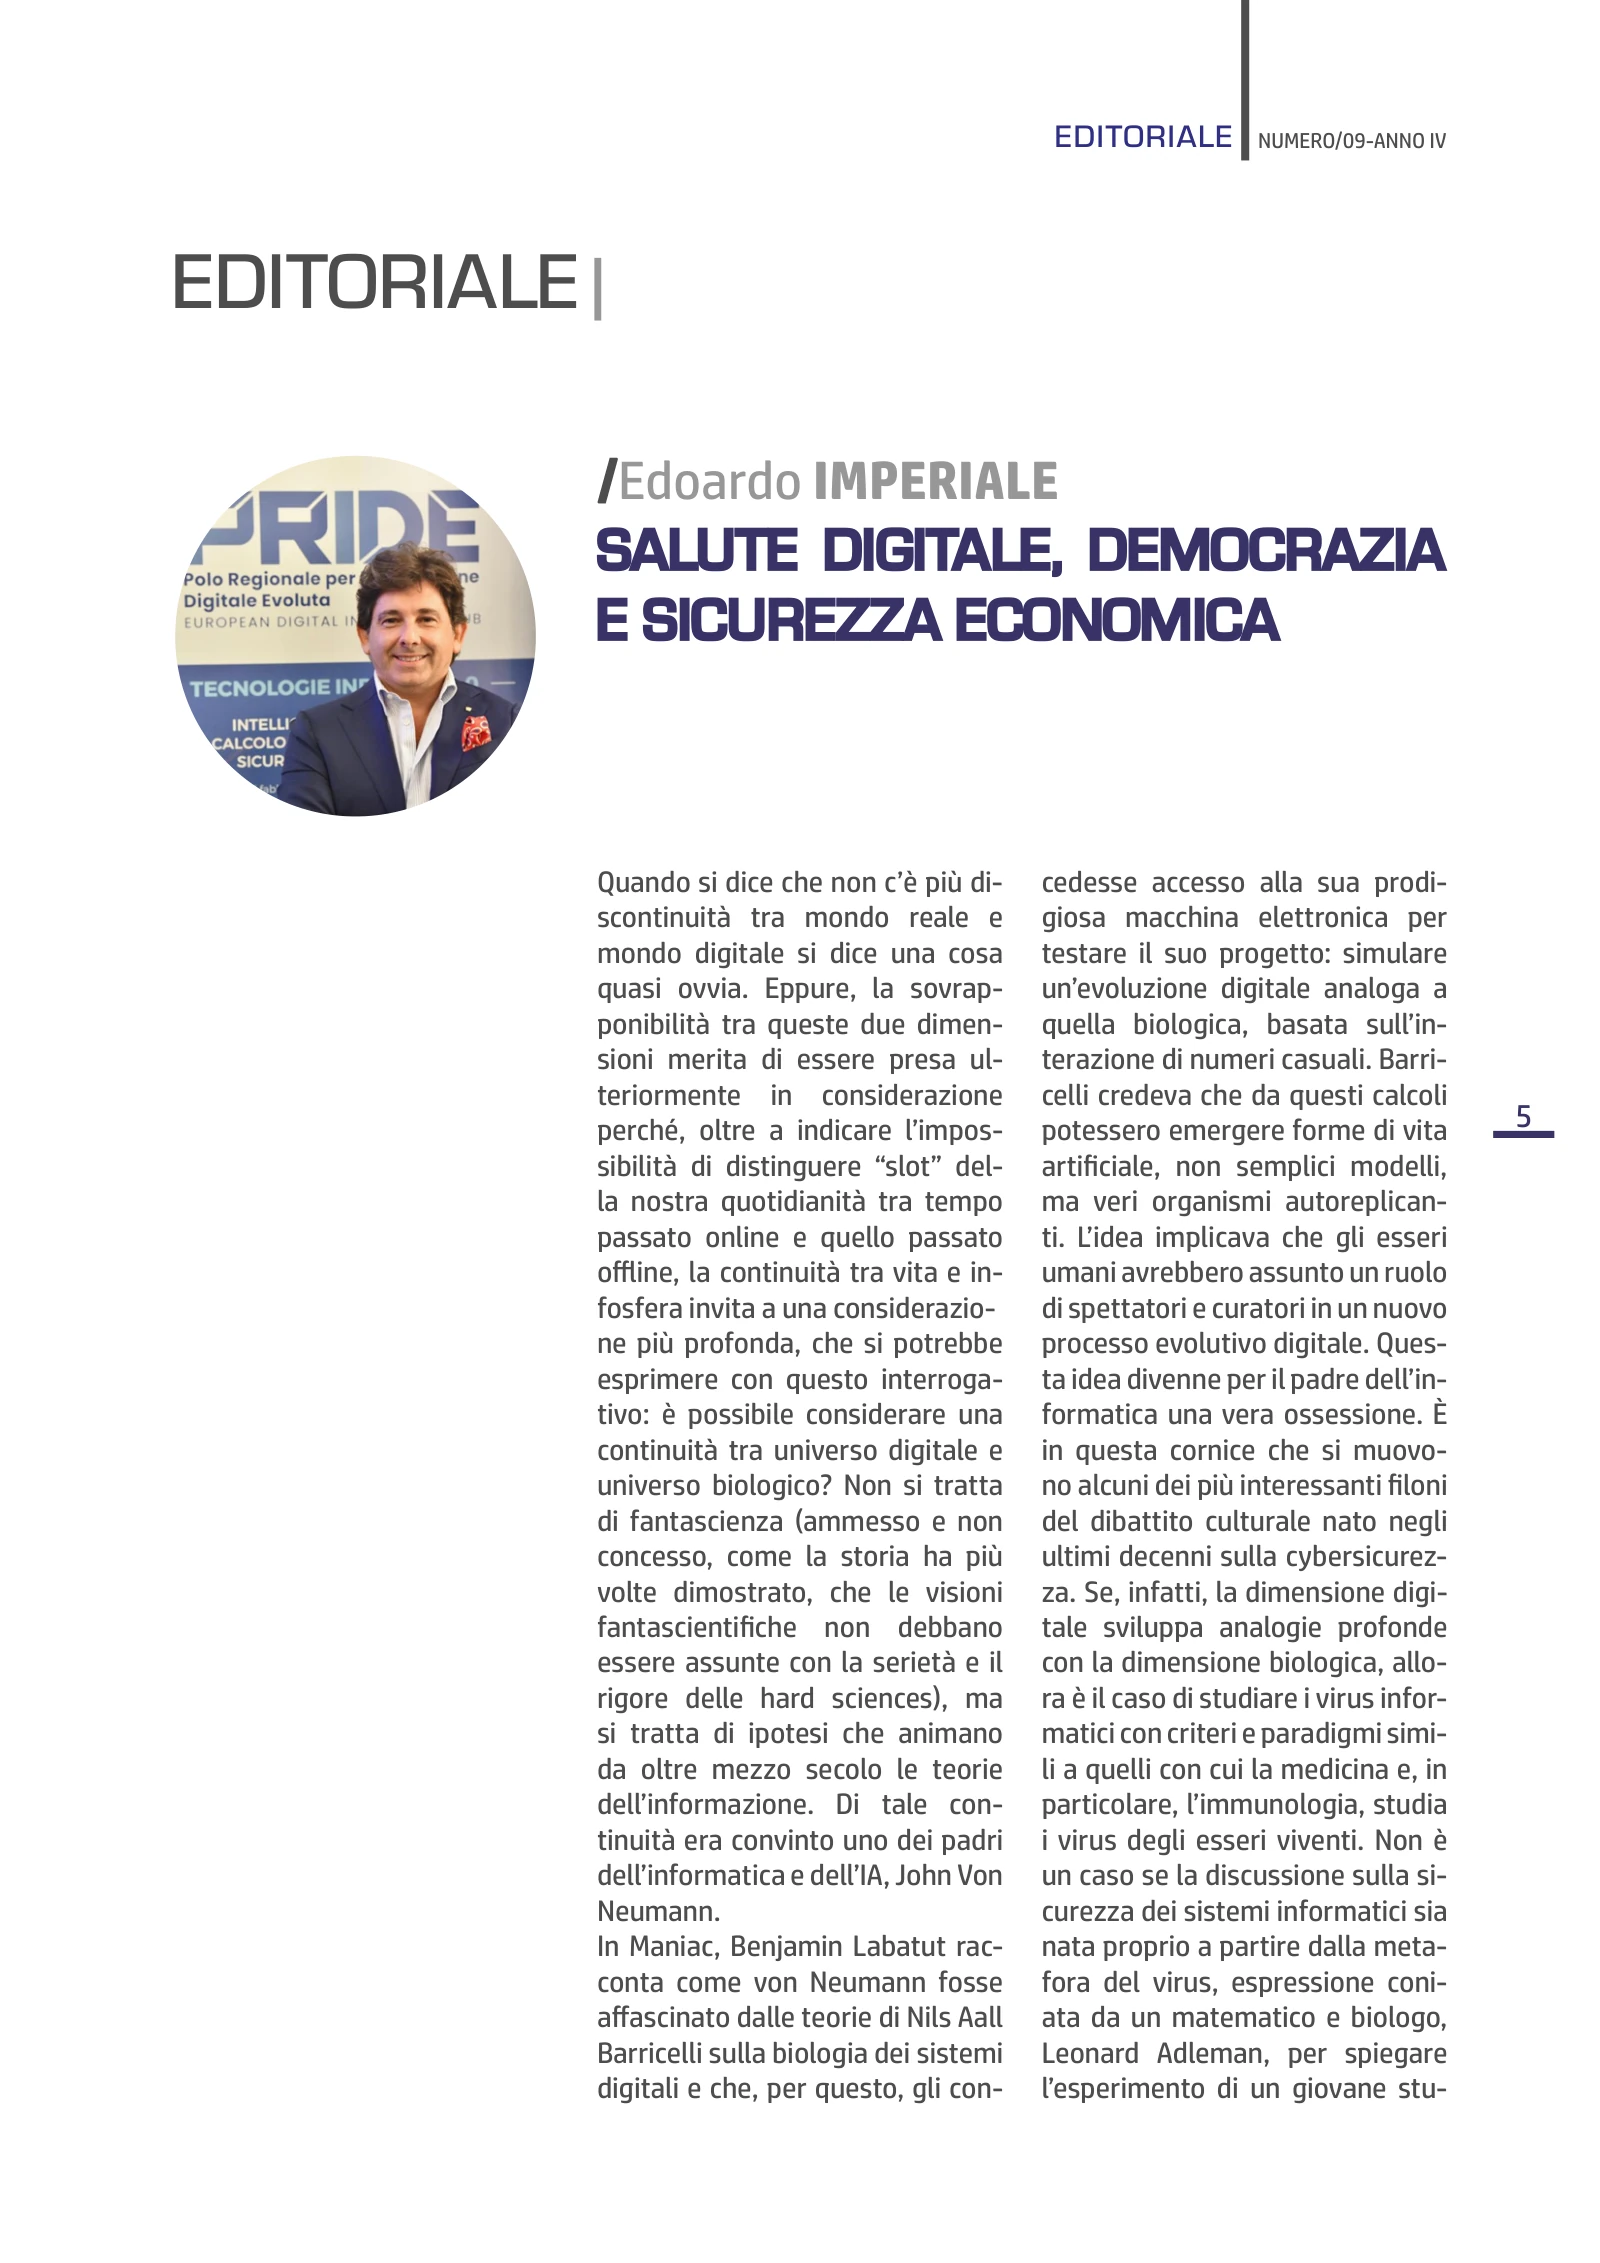 EDITORIALE
NUMERO/09-ANNO IV
EDITORIALE
PRIDE
Polo Regionale per
ne
Digitale Evoluta
EUROPEAN DIGITAL IN
UB
TECNOLOGIE INF
INTELLI
CALCOLO
SICUR
/Edoardo IMPERIALE
SALUTE DIGITALE, DEMOCRAZIA
E SICUREZZA ECONOMICA
Quando si dice che non c’è più di-
scontinuità tra mondo reale e
mondo digitale si dice una cosa
quasi ovvia. Eppure, la sovrap-
ponibilità tra queste due dimen-
sioni merita di essere presa ul-
teriormente in considerazione
perché, oltre a indicare l’impos-
sibilità di distinguere “slot” del-
la nostra quotidianità tra tempo
passato online e quello passato
offline, la continuità tra vita e in-
fosfera invita a una considerazio-
ne più profonda, che si potrebbe
esprimere con questo interroga-
tivo: è possibile considerare una
continuità tra universo digitale e
universo biologico? Non si tratta
di fantascienza (ammesso e non
concesso, come la storia ha più
volte dimostrato, che le visioni
fantascientifiche non debbano
essere assunte con la serietà e il
rigore delle hard sciences), ma
si tratta di ipotesi che animano
da oltre mezzo secolo le teorie
dell’informazione. Di tale con-
tinuità era convinto uno dei padri
dell’informatica e dell’IA, John Von
Neumann.
In Maniac, Benjamin Labatut rac-
conta come von Neumann fosse
affascinato dalle teorie di Nils Aall
Barricelli sulla biologia dei sistemi
digitali e che, per questo, gli con-
cedesse accesso alla sua prodi-
giosa macchina elettronica per
testare il suo progetto: simulare
un’evoluzione digitale analoga a
quella biologica, basata sull’in-
terazione di numeri casuali. Barri-
celli credeva che da questi calcoli
potessero emergere forme di vita
artificiale, non semplici modelli,
ma veri organismi autoreplican-
ti. L’idea implicava che gli esseri
umani avrebbero assunto un ruolo
di spettatori e curatori in un nuovo
processo evolutivo digitale. Ques-
ta idea divenne per il padre dell’in-
formatica una vera ossessione. È
in questa cornice che si muovo-
no alcuni dei più interessanti filoni
del dibattito culturale nato negli
ultimi decenni sulla cybersicurez-
za. Se, infatti, la dimensione digi-
tale sviluppa analogie profonde
con la dimensione biologica, allo-
ra è il caso di studiare i virus infor-
matici con criteri e paradigmi simi-
li a quelli con cui la medicina e, in
particolare, l’immunologia, studia
i virus degli esseri viventi. Non è
un caso se la discussione sulla si-
curezza dei sistemi informatici sia
nata proprio a partire dalla meta-
fora del virus, espressione coni-
ata da un matematico e biologo,
Leonard Adleman, per spiegare
l’esperimento di un giovane stu-
5